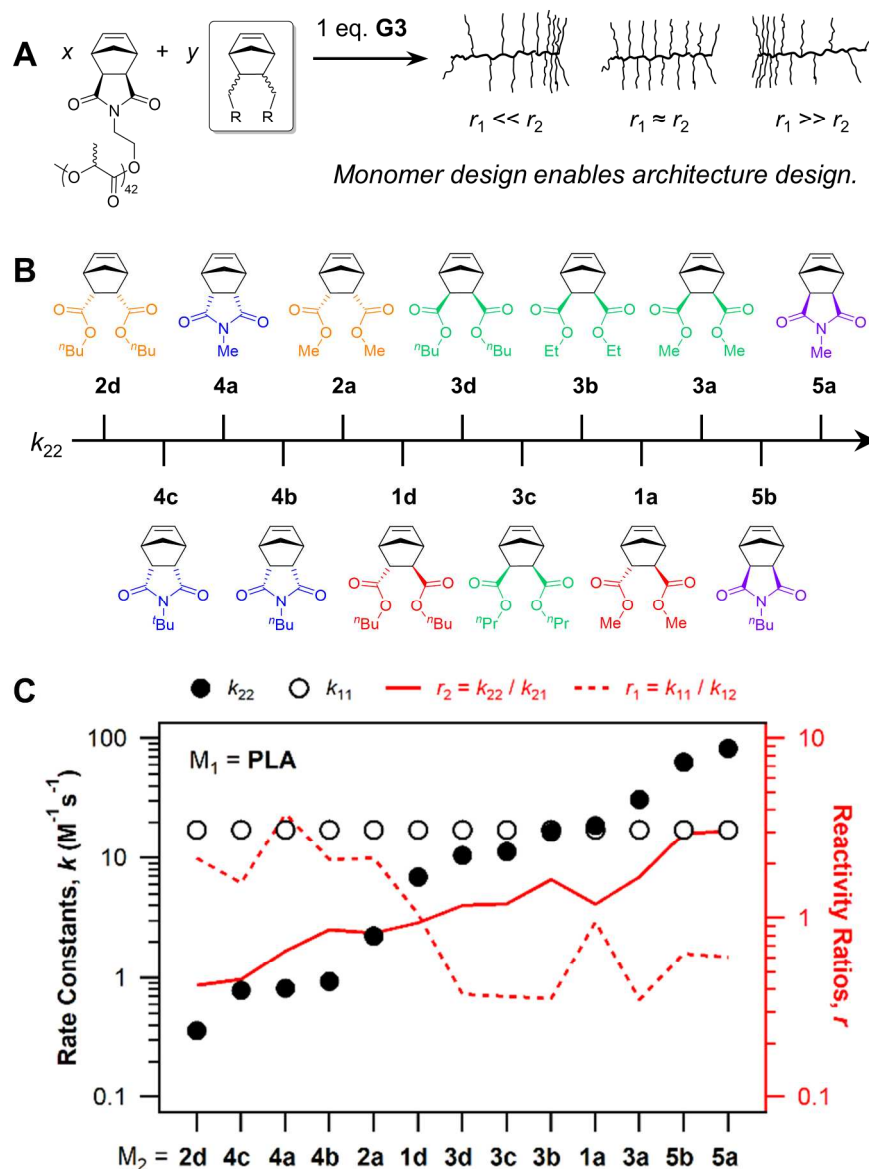 A
x
+
y
1 eq. G3
O
N
O
R
R
O
O
O
42
r₁ << r₂
r₁ ≈ r₂
r₁ >> r₂
Monomer design enables architecture design.
B
O O O O O O O O O O O O
O O N O O O O O O O O N
ⁿBu ⁿBu Me Me Me ⁿBu ⁿBu Et Et Me Me Me
2d 4a 2a 3d 3b 3a 5a
k₂₂
4c 4b 1d 3c 1a 5b
O N O O N O O O O O O O O N O
O O O O O O
ᵗBu ⁿBu ⁿBu ⁿBu ⁿPr ⁿPr Me Me ⁿBu
C
k₂₂ k₁₁ r₂ = k₂₂ / k₂₁ r₁ = k₁₁ / k₁₂
M₁ = PLA
Rate Constants, k (M⁻¹ s⁻¹)
100
10
1
0.1
10
1
0.1
Reactivity Ratios, r
M₂ = 2d 4c 4a 4b 2a 1d 3d 3c 3b 1a 3a 5b 5a